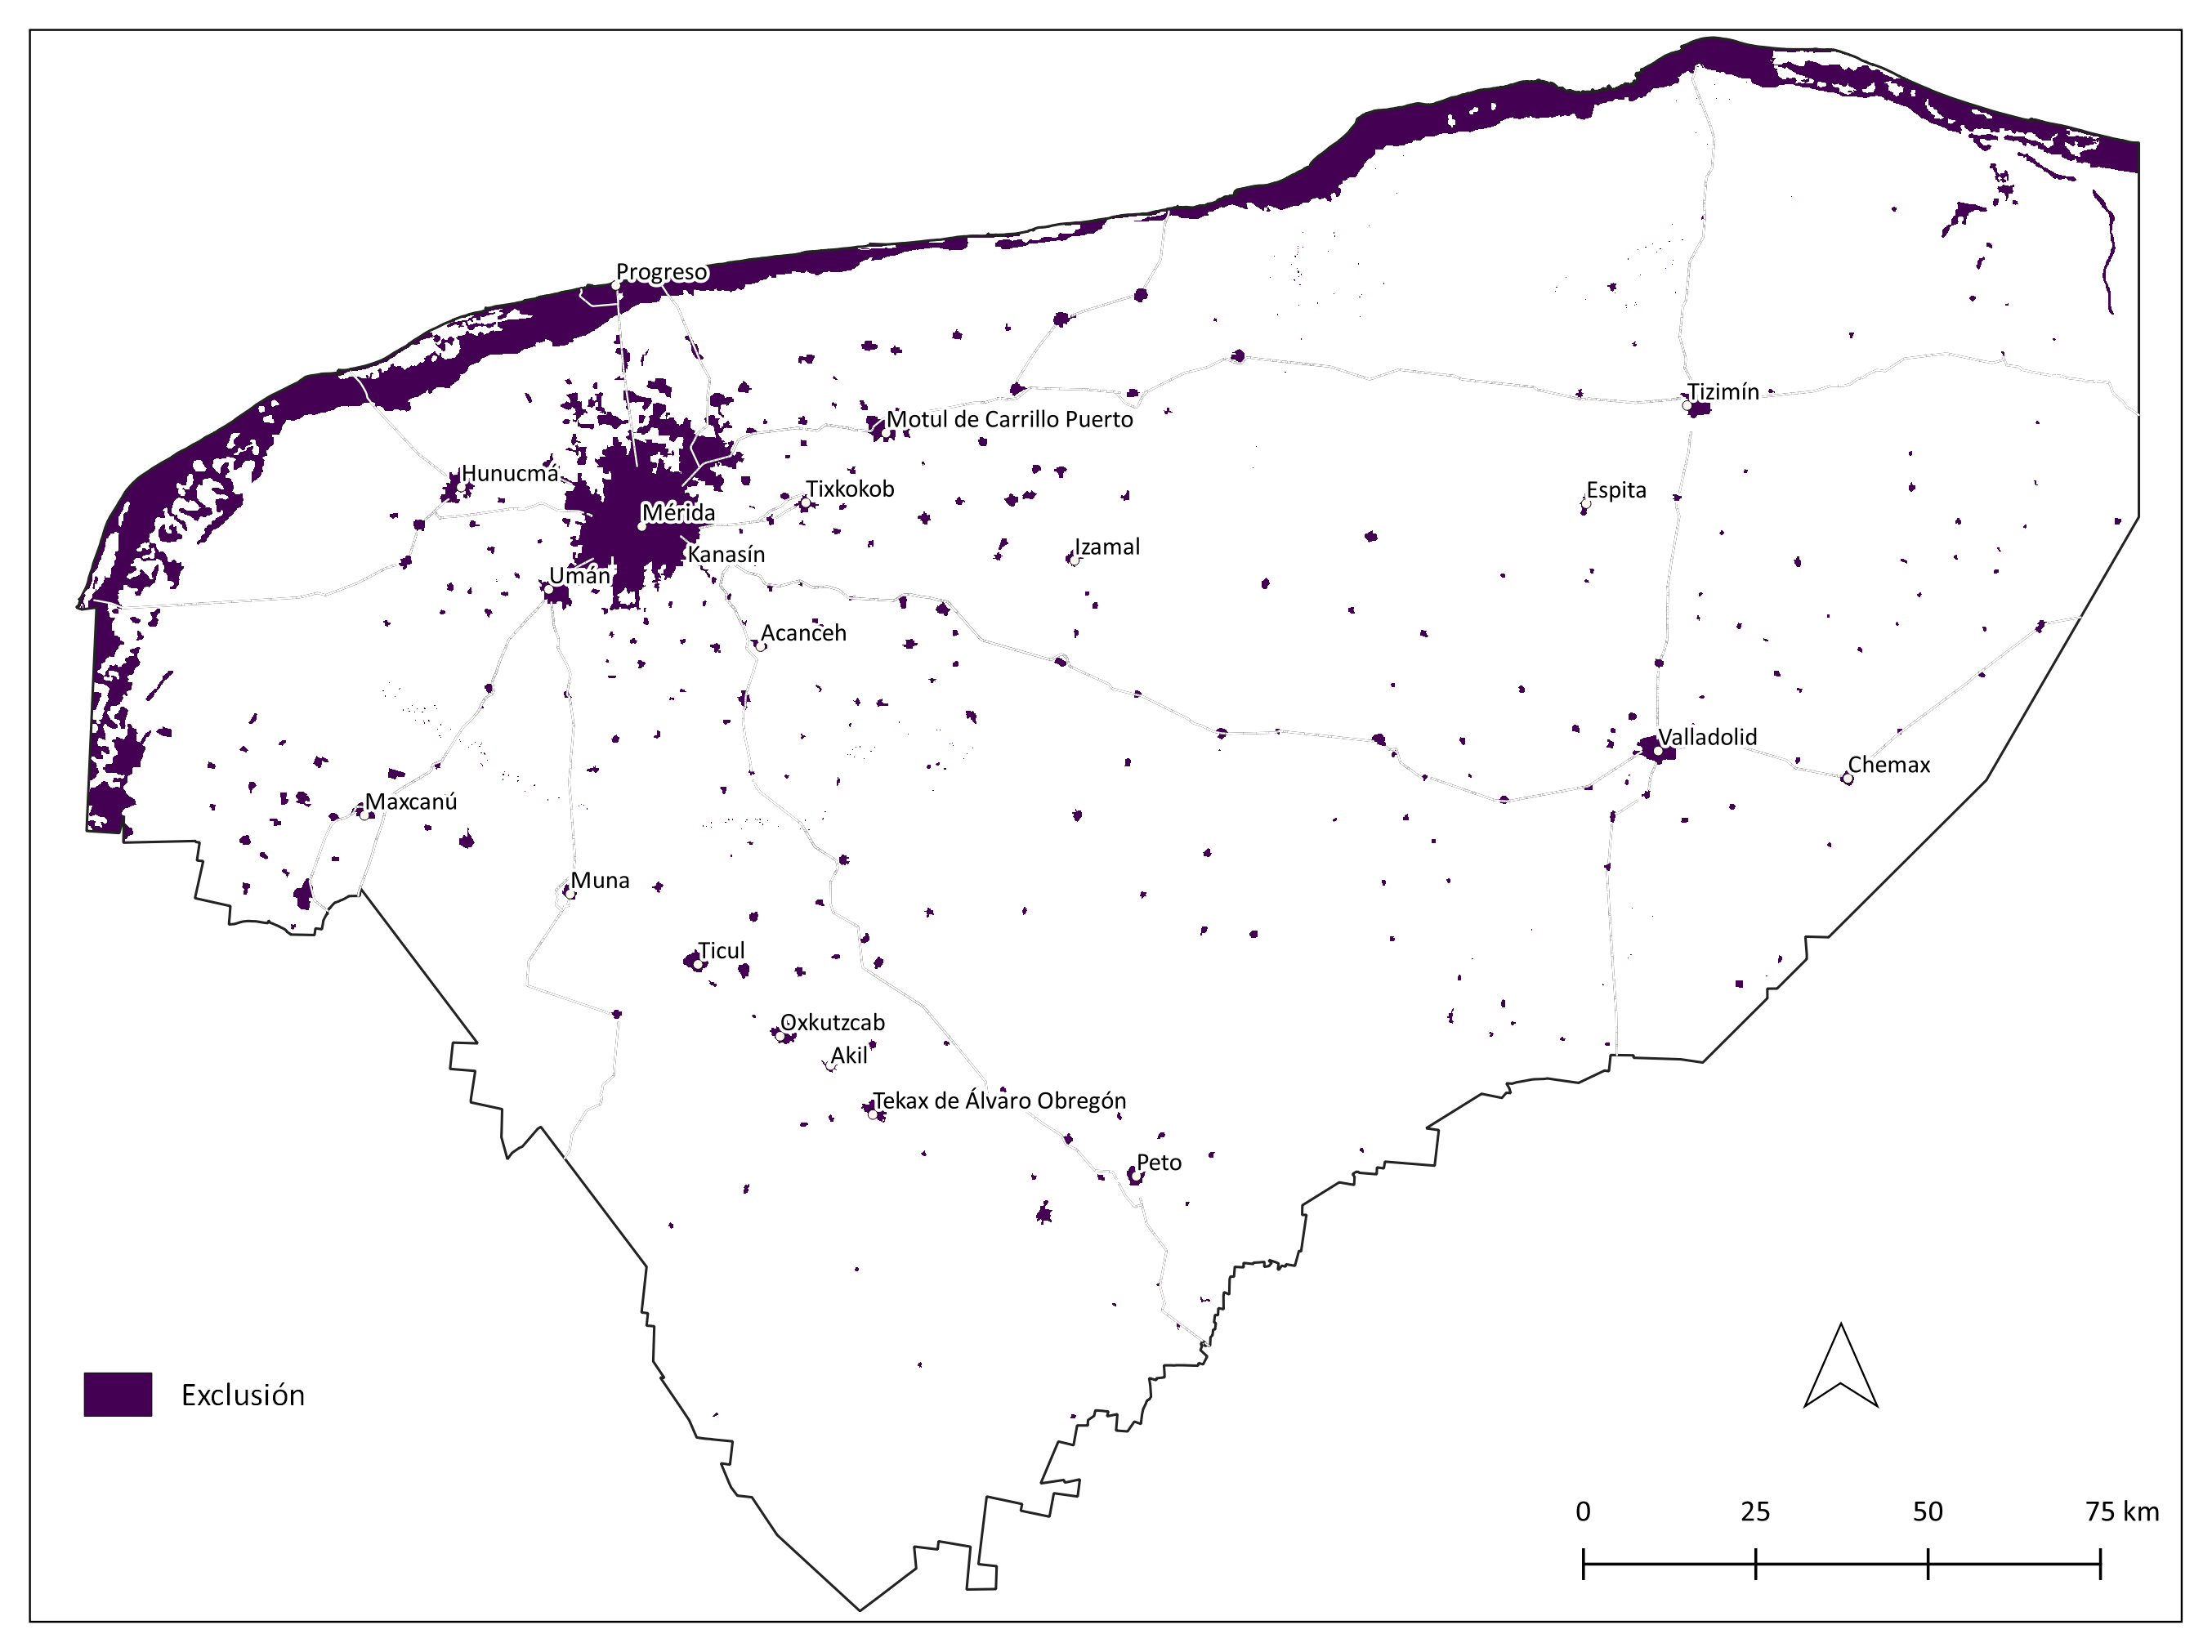 Progreso
Tizimín
Motul de Carrillo Puerto
Hunucmá
Tixkokob
Espita
Mérida
Izamal
Kanasín
Umán
Acanceh
Valladolid
Chemax
Maxcanú
Muna
Ticul
Oxkutzcab
Akil
Tekax de Álvaro Obregón
Peto
Exclusión
0 25 50 75 km